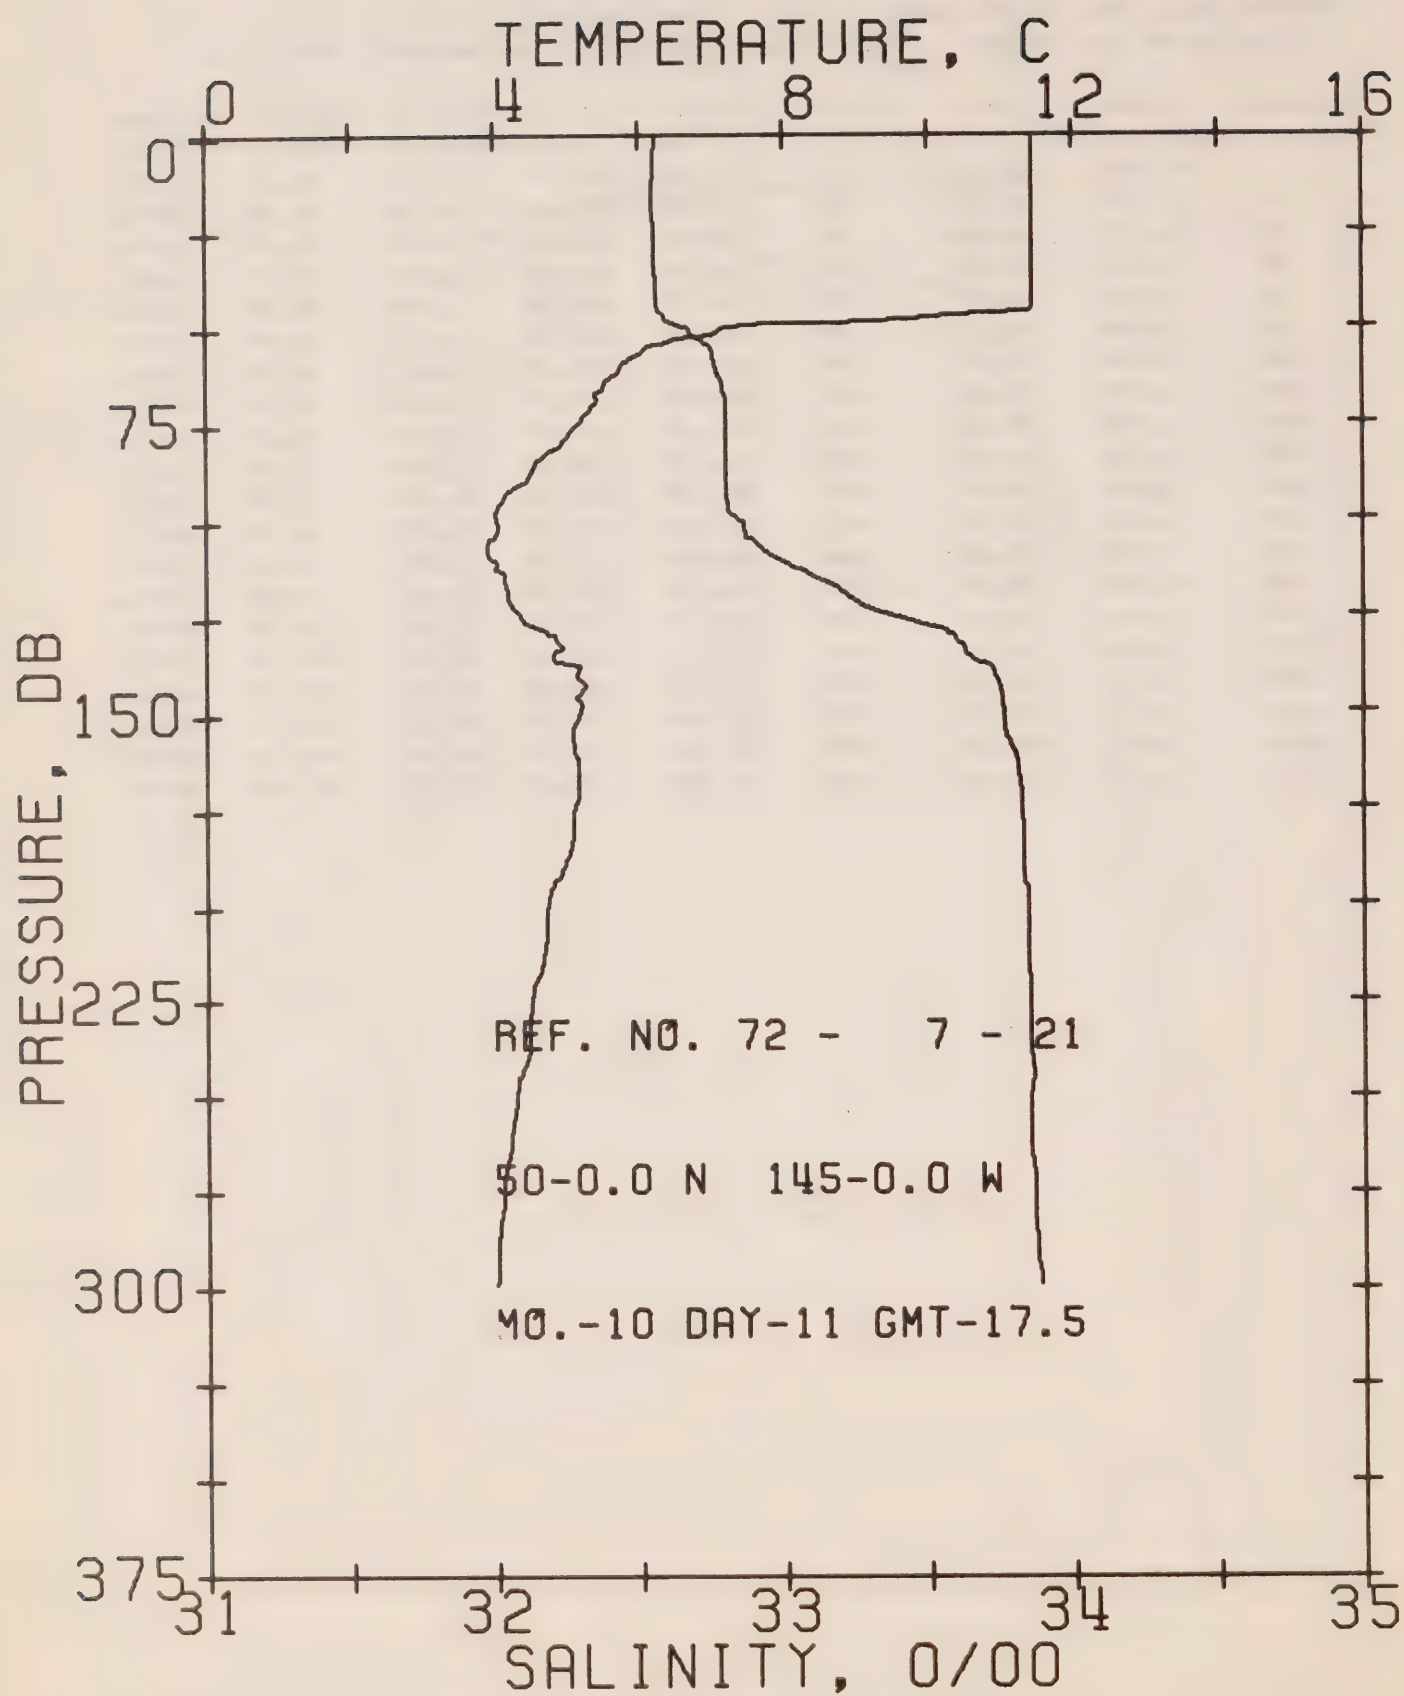 TEMPERATURE, C
0 4 8 12 16
0
75
150
225
300
375
PRESSURE, DB
REF. NO. 72 - 7 - 21
50-0.0 N 145-0.0 W
MO.-10 DAY-11 GMT-17.5
31 32 33 34 35
SALINITY, 0/00